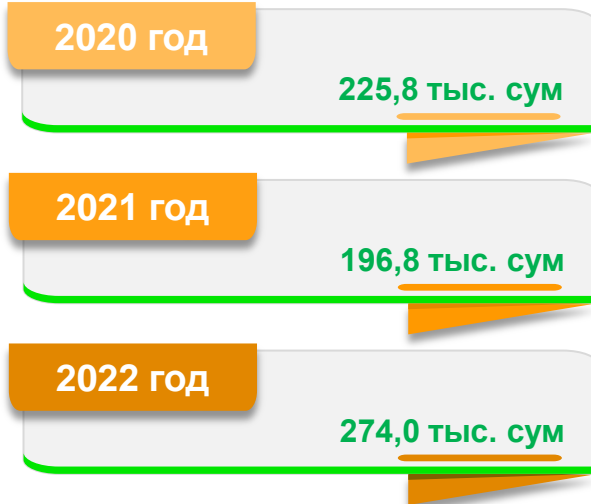 2020 год
225,8 тыс. сум
2021 год
196,8 тыс. сум
2022 год
274,0 тыс. сум